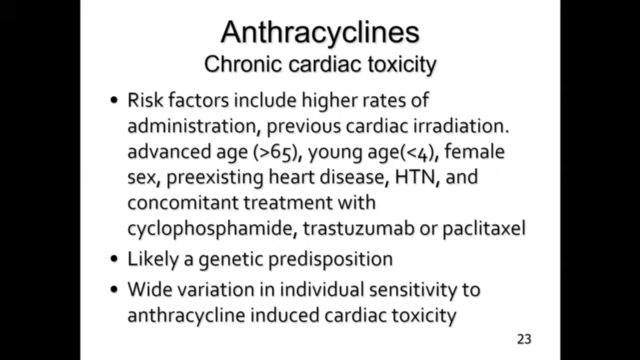 Anthracyclines
Chronic cardiac toxicity
• Risk factors include higher rates of
administration, previous cardiac irradiation.
advanced age (>65), young age(<4), female
sex, preexisting heart disease, HTN, and
concomitant treatment with
cyclophosphamide, trastuzumab or paclitaxel
• Likely a genetic predisposition
• Wide variation in individual sensitivity to
anthracycline induced cardiac toxicity
23